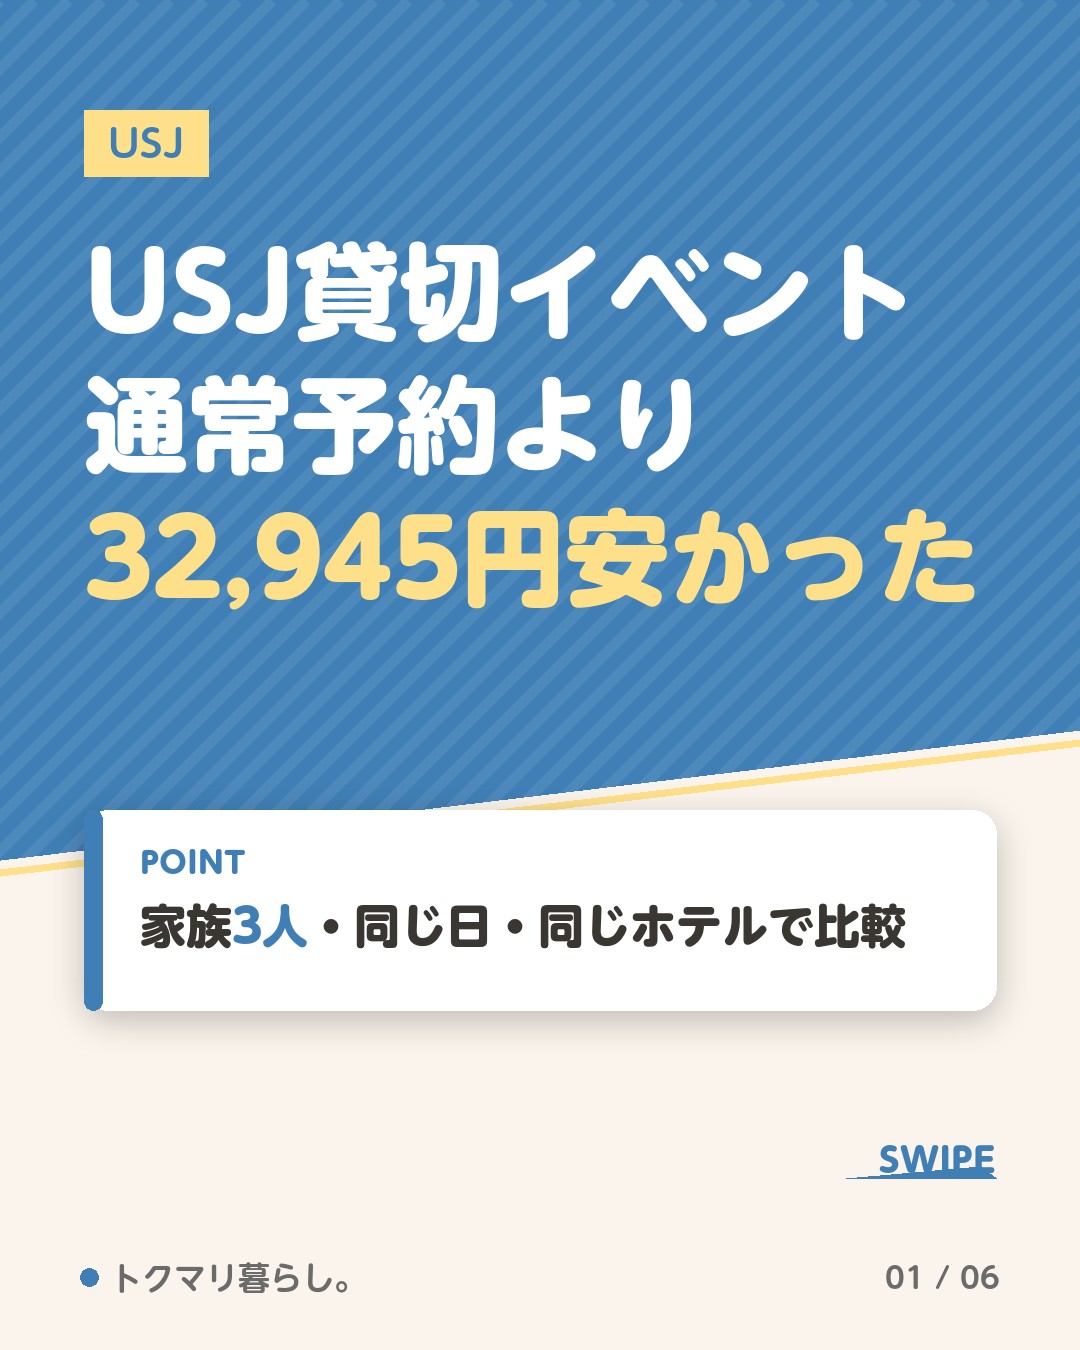 USJ
USJ貸切イベント
通常予約より
32,945円安かった
POINT
家族3人・同じ日・同じホテルで比較
SWIPE
トクマリ暮らし。
01 / 06